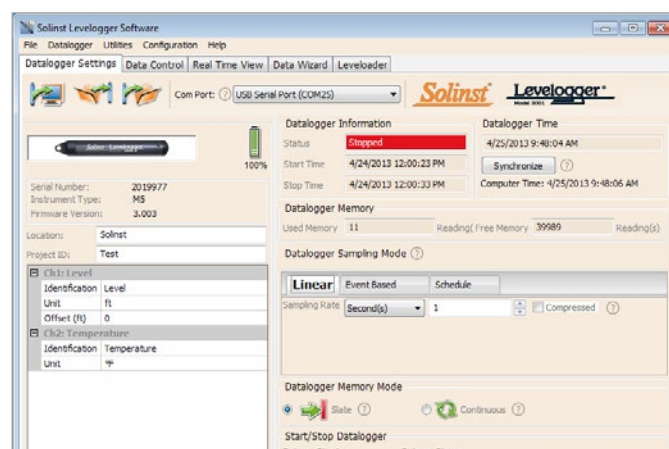 Solinst Levelogger Software
File Datalogger Utilities Configuration Help
Datalogger Settings Data Control Real Time View Data Wizard Leveloader
Com Port: ? USB Serial Port (COM25) Solinst Levelogger
Model 3001
Datalogger Information Datalogger Time
Status Stopped 4/25/2013 9:48:04 AM
Solinst Levelogger
100%
Start Time 4/24/2013 12:00:23 PM Synchronize ?
Serial Number: 2019977 Stop Time 4/24/2013 12:00:33 PM Computer Time: 4/25/2013 9:48:06 AM
Instrument Type: M5
Firmware Version: 3.003
Datalogger Memory
Used Memory 11 Reading( Free Memory 39989 Reading(s)
Location: Solinst
Project ID: Test
Datalogger Sampling Mode ?
Ch1: Level
Identification Level
Unit ft
Offset (ft) 0
Ch2: Temperature
Identification Temperature
Unit °F
Linear Event Based Schedule
Sampling Rate Second(s) 1 Compressed ?
Datalogger Memory Mode
Slate ? Continuous ?
Start/Stop Datalogger